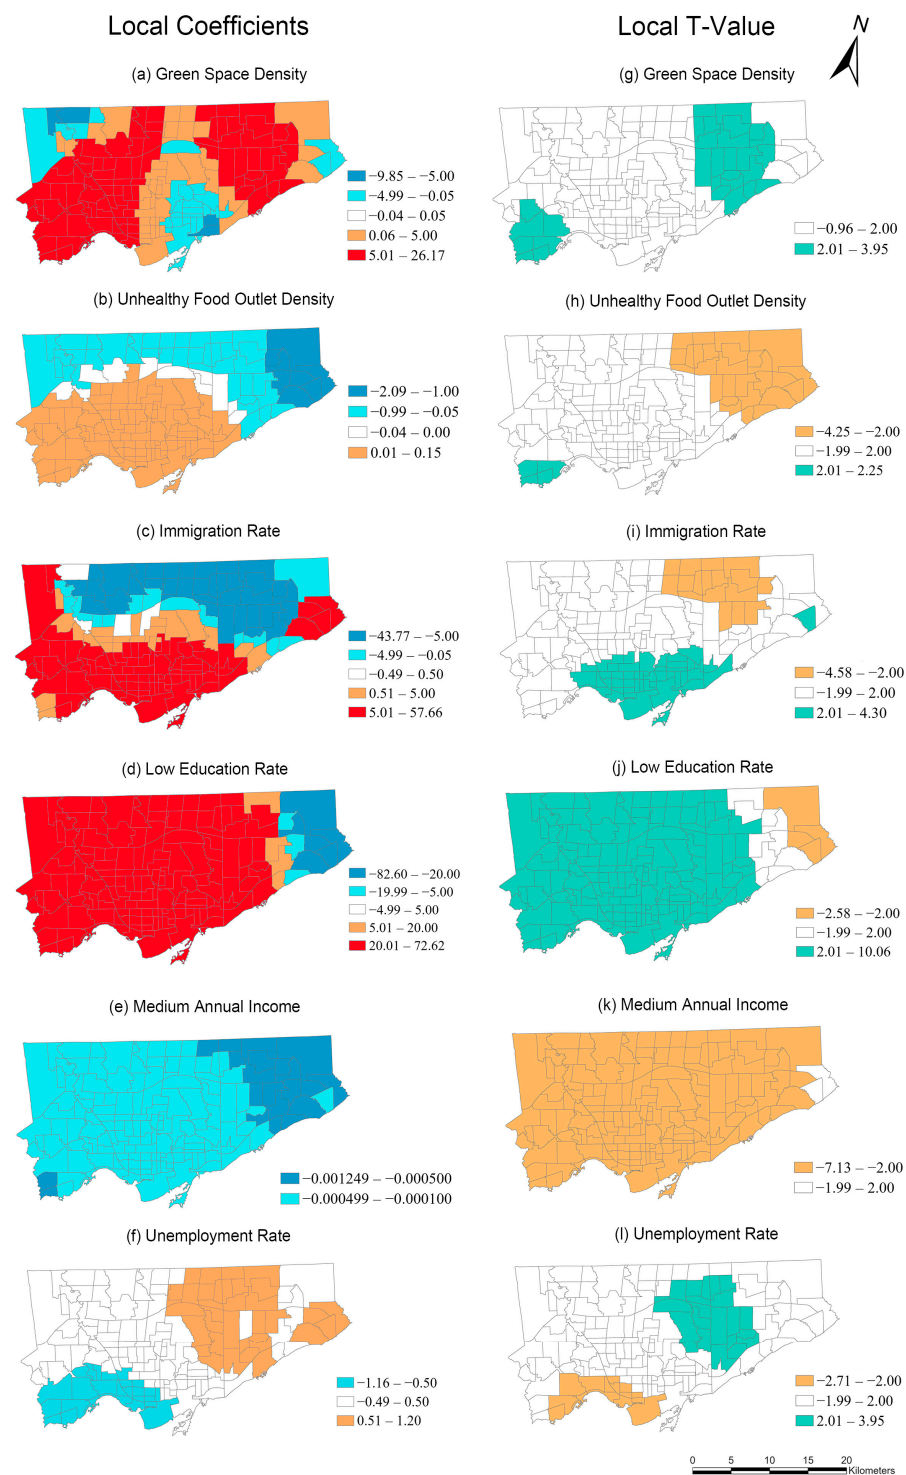 Local Coefficients
Local T-Value
N
(a) Green Space Density
−9.85 – −5.00
−4.99 – −0.05
−0.04 – 0.05
0.06 – 5.00
5.01 – 26.17
(g) Green Space Density
−0.96 – 2.00
2.01 – 3.95
(b) Unhealthy Food Outlet Density
−2.09 – −1.00
−0.99 – −0.05
−0.04 – 0.00
0.01 – 0.15
(h) Unhealthy Food Outlet Density
−4.25 – −2.00
−1.99 – 2.00
2.01 – 2.25
(c) Immigration Rate
−43.77 – −5.00
−4.99 – −0.05
−0.49 – 0.50
0.51 – 5.00
5.01 – 57.66
(i) Immigration Rate
−4.58 – −2.00
−1.99 – 2.00
2.01 – 4.30
(d) Low Education Rate
−82.60 – −20.00
−19.99 – −5.00
−4.99 – 5.00
5.01 – 20.00
20.01 – 72.62
(j) Low Education Rate
−2.58 – −2.00
−1.99 – 2.00
2.01 – 10.06
(e) Medium Annual Income
−0.001249 – −0.000500
−0.000499 – −0.000100
(k) Medium Annual Income
−7.13 – −2.00
−1.99 – 2.00
(f) Unemployment Rate
−1.16 – −0.50
−0.49 – 0.50
0.51 – 1.20
(l) Unemployment Rate
−2.71 – −2.00
−1.99 – 2.00
2.01 – 3.95
0 5 10 15 20
Kilometers